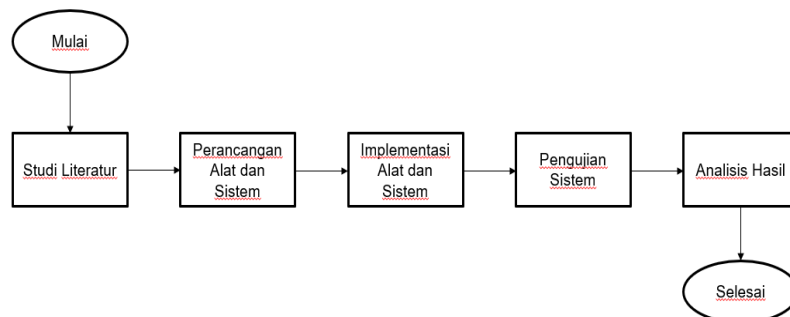 Mulai
Studi Literatur
Perancangan
Alat dan
Sistem
Implementasi
Alat dan
Sistem
Pengujian
Sistem
Analisis Hasil
Selesai